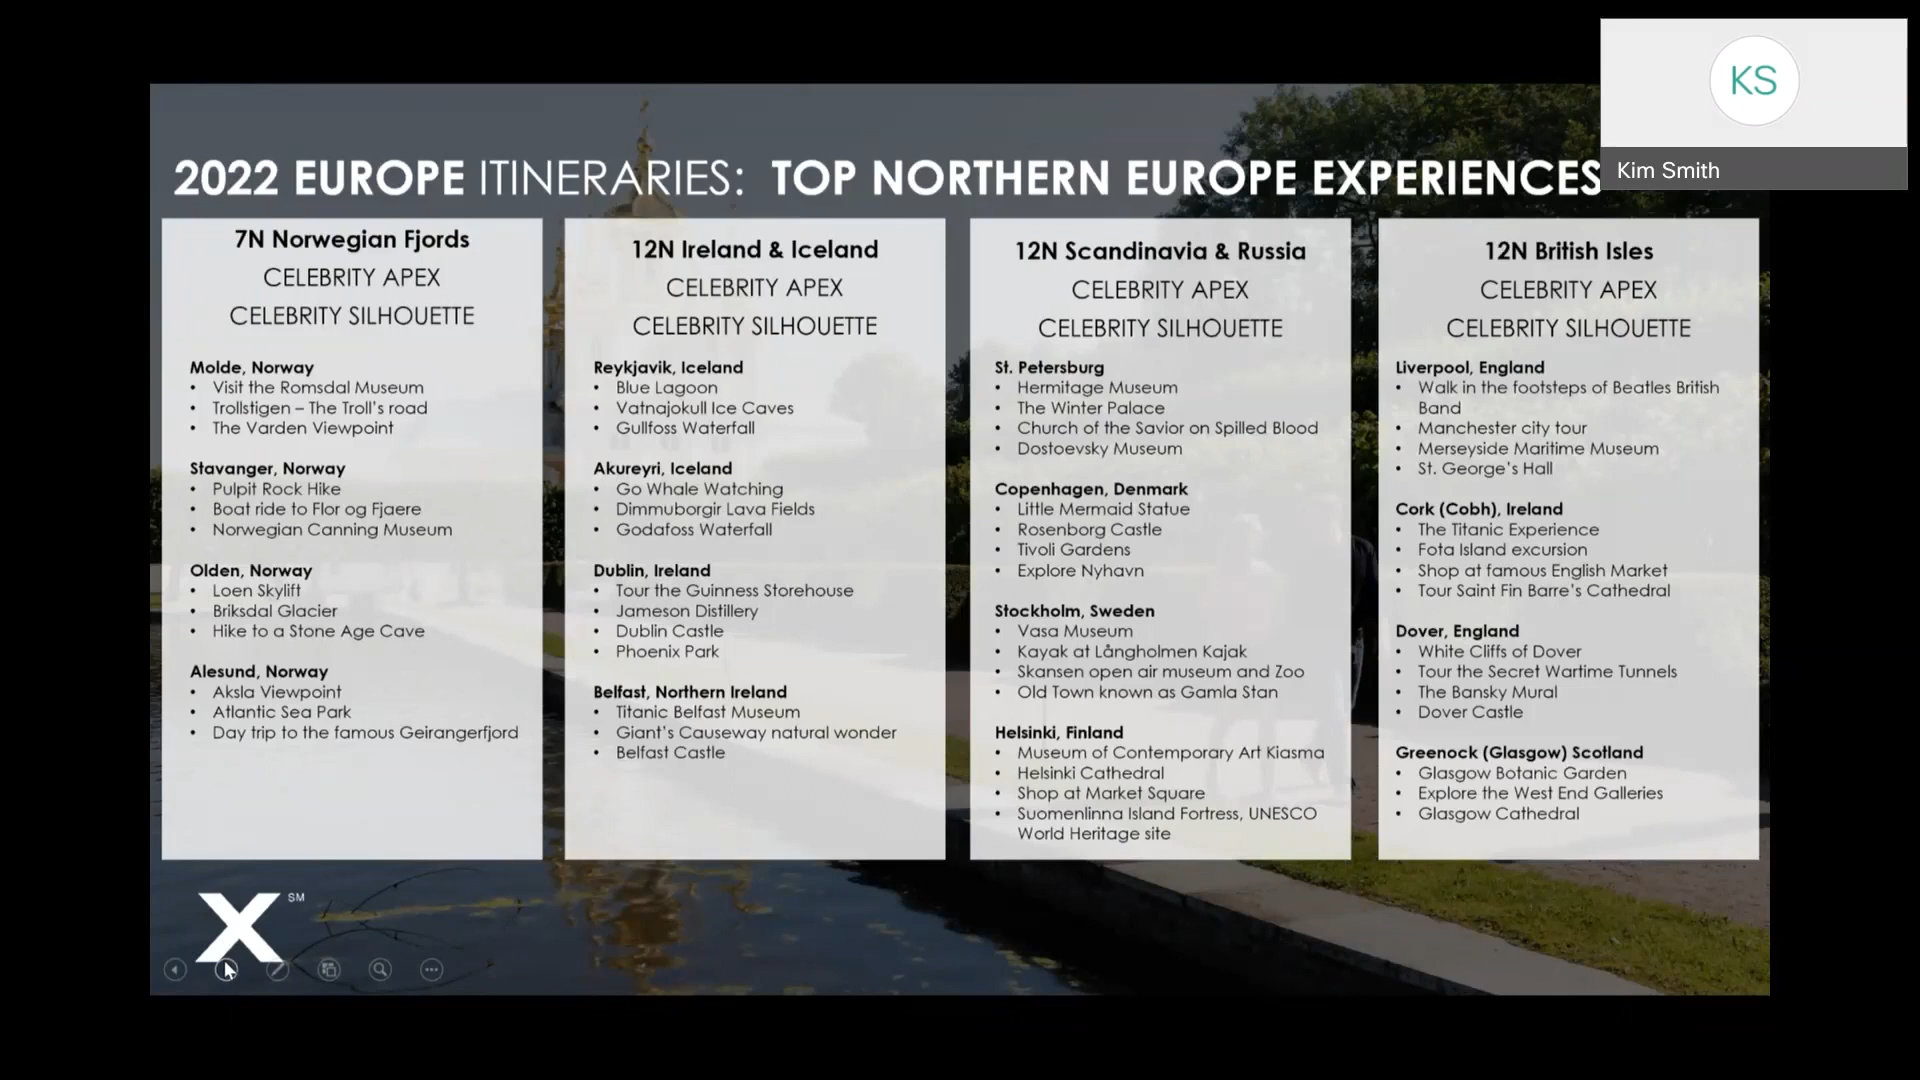 KS
Kim Smith
2022 EUROPE ITINERARIES: TOP NORTHERN EUROPE EXPERIENCES
7N Norwegian Fjords
CELEBRITY APEX
CELEBRITY SILHOUETTE
Molde, Norway
• Visit the Romsdal Museum
• Trollstigen – The Troll's road
• The Varden Viewpoint
Stavanger, Norway
• Pulpit Rock Hike
• Boat ride to Flor og Fjaere
• Norwegian Canning Museum
Olden, Norway
• Loen Skylift
• Briksdal Glacier
• Hike to a Stone Age Cave
Alesund, Norway
• Aksla Viewpoint
• Atlantic Sea Park
• Day trip to the famous Geirangerfjord
12N Ireland & Iceland
CELEBRITY APEX
CELEBRITY SILHOUETTE
Reykjavik, Iceland
• Blue Lagoon
• Vatnajokull Ice Caves
• Gullfoss Waterfall
Akureyri, Iceland
• Go Whale Watching
• Dimmuborgir Lava Fields
• Godafoss Waterfall
Dublin, Ireland
• Tour the Guinness Storehouse
• Jameson Distillery
• Dublin Castle
• Phoenix Park
Belfast, Northern Ireland
• Titanic Belfast Museum
• Giant's Causeway natural wonder
• Belfast Castle
12N Scandinavia & Russia
CELEBRITY APEX
CELEBRITY SILHOUETTE
St. Petersburg
• Hermitage Museum
• The Winter Palace
• Church of the Savior on Spilled Blood
• Dostoevsky Museum
Copenhagen, Denmark
• Little Mermaid Statue
• Rosenborg Castle
• Tivoli Gardens
• Explore Nyhavn
Stockholm, Sweden
• Vasa Museum
• Kayak at Långholmen Kajak
• Skansen open air museum and Zoo
• Old Town known as Gamla Stan
Helsinki, Finland
• Museum of Contemporary Art Kiasma
• Helsinki Cathedral
• Shop at Market Square
• Suomenlinna Island Fortress, UNESCO
World Heritage site
12N British Isles
CELEBRITY APEX
CELEBRITY SILHOUETTE
Liverpool, England
• Walk in the footsteps of Beatles British
Band
• Manchester city tour
• Merseyside Maritime Museum
• St. George's Hall
Cork (Cobh), Ireland
• The Titanic Experience
• Fota Island excursion
• Shop at famous English Market
• Tour Saint Fin Barre's Cathedral
Dover, England
• White Cliffs of Dover
• Tour the Secret Wartime Tunnels
• The Bansky Mural
• Dover Castle
Greenock (Glasgow) Scotland
• Glasgow Botanic Garden
• Explore the West End Galleries
• Glasgow Cathedral
X SM